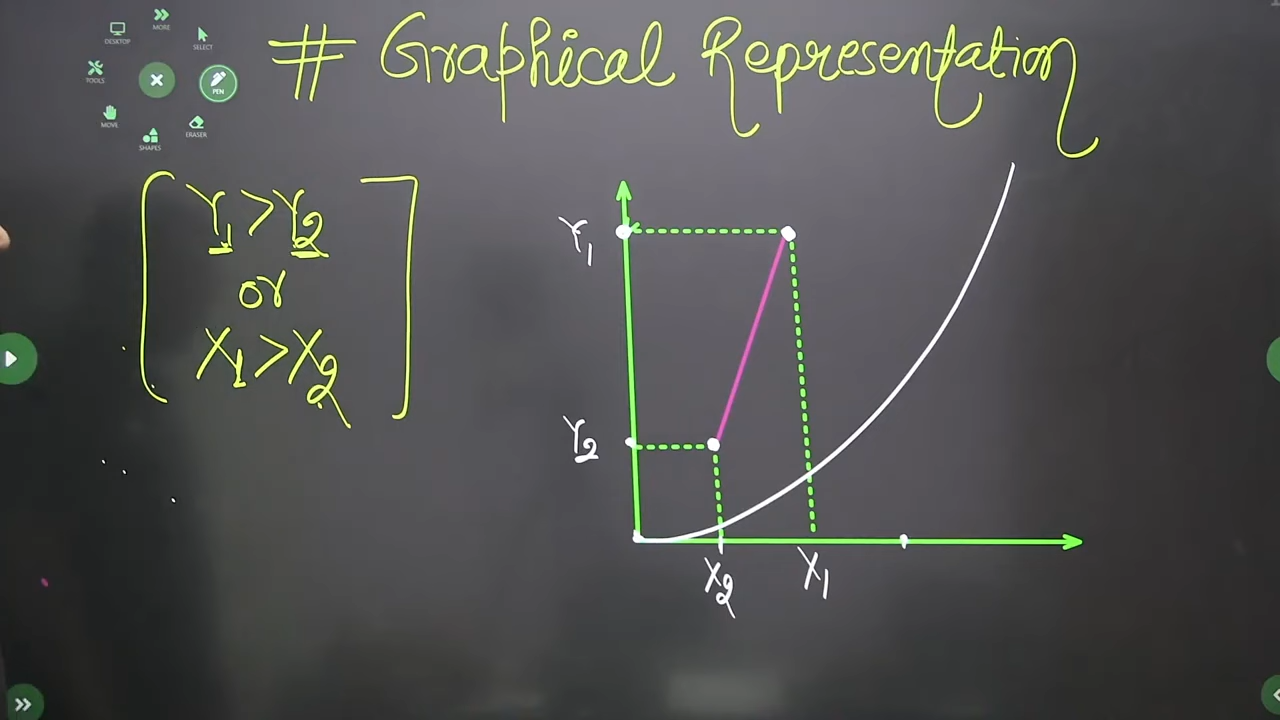 MORE
DESKTOP
SELECT
TOOLS
PEN
MOVE
ERASER
SHAPES
# Graphical Representation
Y1 > Y2
or
X1 > X2
Y1
Y2
X2
X1